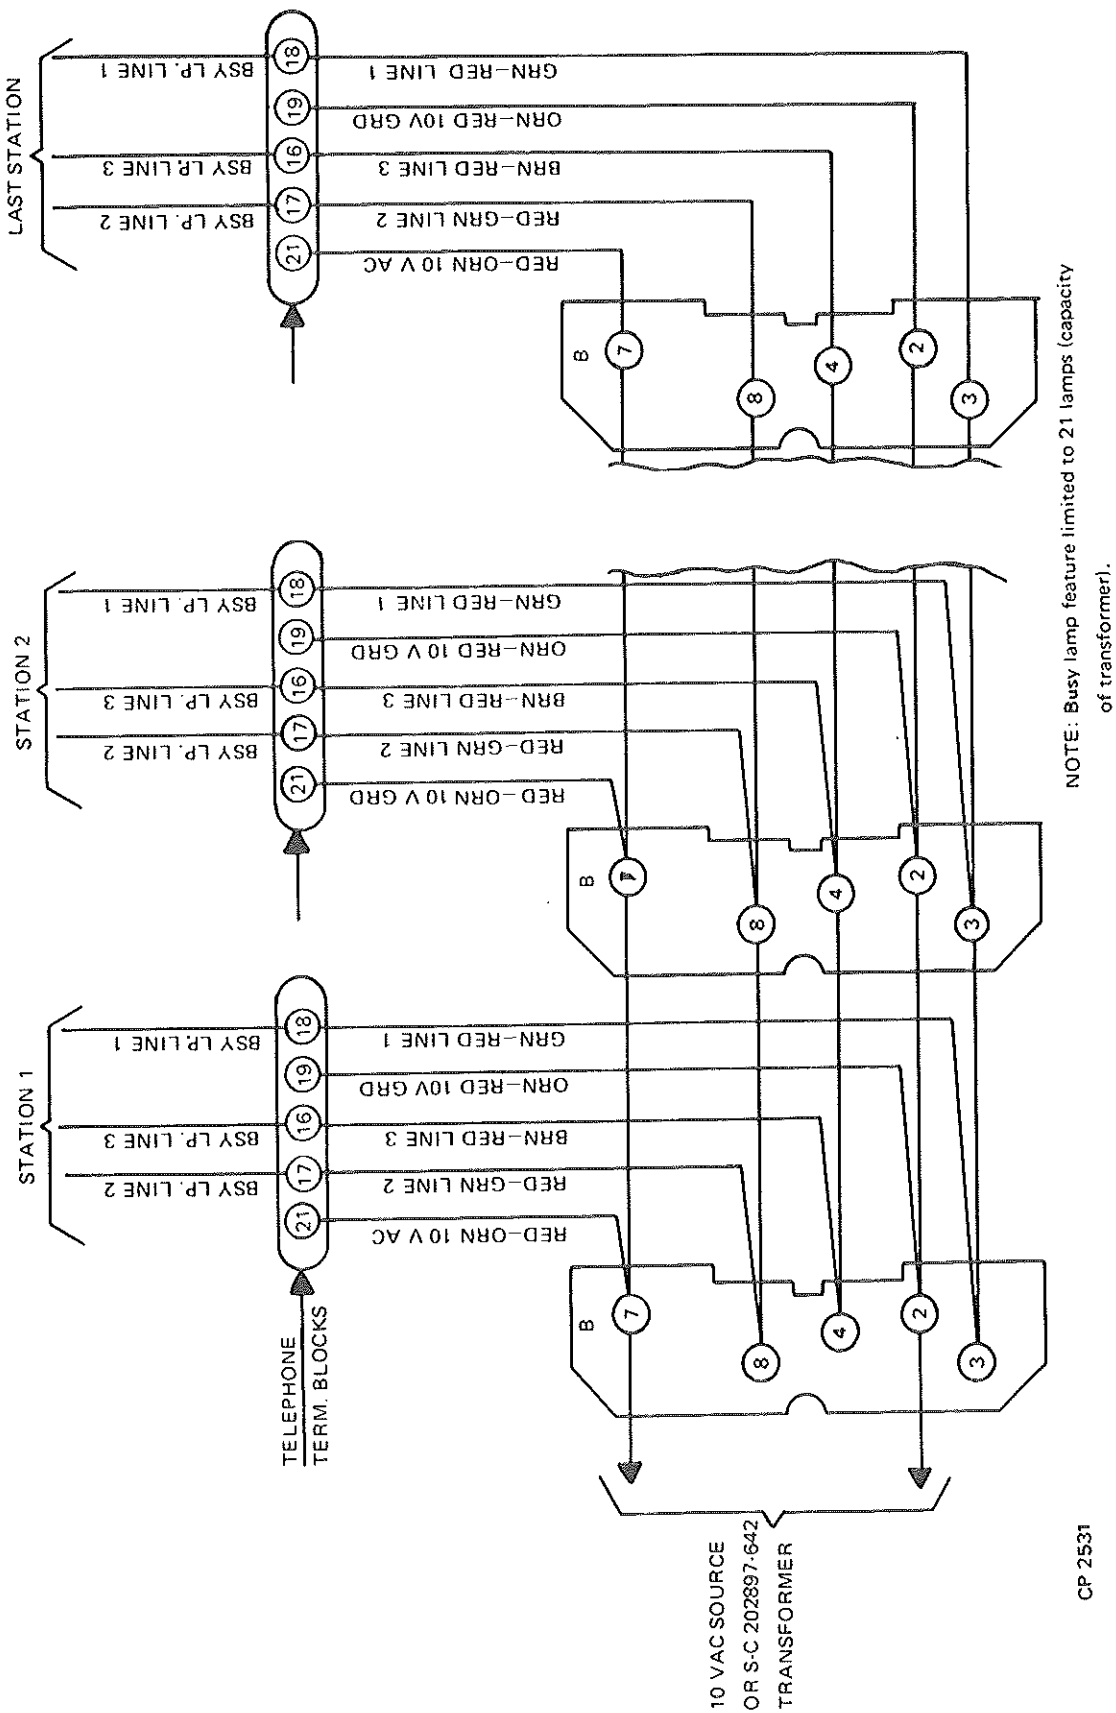 STATION 1
BSY LP. LINE 2
BSY LP. LINE 3
BSY LP. LINE 1
TELEPHONE
TERM. BLOCKS
21
17
16
19
18
RED-ORN 10 V AC
RED-GRN LINE 2
BRN-RED LINE 3
ORN-RED 10V GRD
GRN-RED LINE 1
B
7
8
4
2
3
STATION 2
BSY LP. LINE 2
BSY LP. LINE 3
BSY LP. LINE 1
21
17
16
19
18
RED-ORN 10 V GRD
RED-GRN LINE 2
BRN-RED LINE 3
ORN-RED 10 V GRD
GRN-RED LINE 1
B
8
4
2
3
LAST STATION
BSY LP. LINE 2
BSY LP. LINE 3
BSY LP. LINE 1
21
17
16
19
18
RED-ORN 10 V AC
RED-GRN LINE 2
BRN-RED LINE 3
ORN-RED 10V GRD
GRN-RED LINE 1
B
7
8
4
2
3
10 VAC SOURCE
OR S-C 202897-642
TRANSFORMER
NOTE: Busy lamp feature limited to 21 lamps (capacity
of transformer).
CP 2531